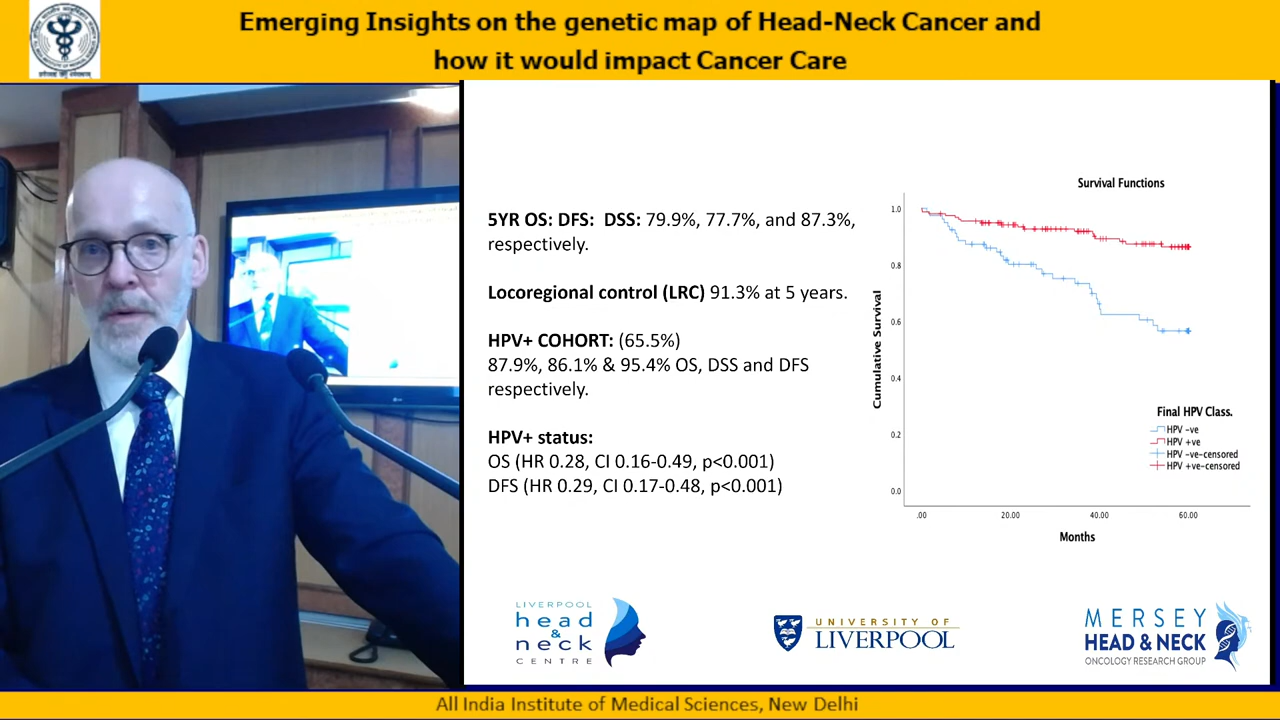 Emerging Insights on the genetic map of Head-Neck Cancer and
how it would impact Cancer Care
5YR OS: DFS: DSS: 79.9%, 77.7%, and 87.3%,
respectively.
Locoregional control (LRC) 91.3% at 5 years.
HPV+ COHORT: (65.5%)
87.9%, 86.1% & 95.4% OS, DSS and DFS
respectively.
HPV+ status:
OS (HR 0.28, CI 0.16-0.49, p<0.001)
DFS (HR 0.29, CI 0.17-0.48, p<0.001)
Survival Functions
Cumulative Survival
1.0
0.8
0.6
0.4
0.2
0.0
.00 20.00 40.00 60.00
Months
Final HPV Class.
HPV -ve
HPV +ve
HPV -ve-censored
HPV +ve-censored
LIVERPOOL
head
&
neck
CENTRE
UNIVERSITY OF
LIVERPOOL
MERSEY
HEAD & NECK
ONCOLOGY RESEARCH GROUP
All India Institute of Medical Sciences, New Delhi